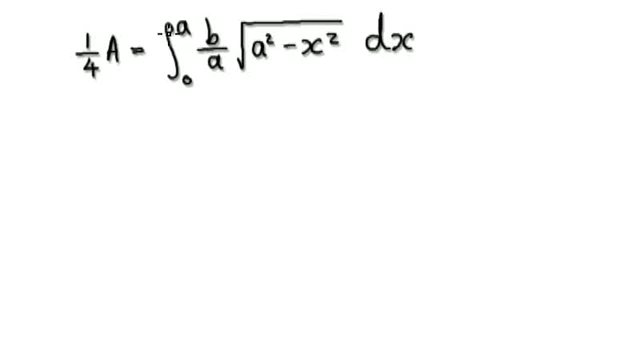 ¼ A = ∫₀ᵃ b/a √(a² − x²) dx